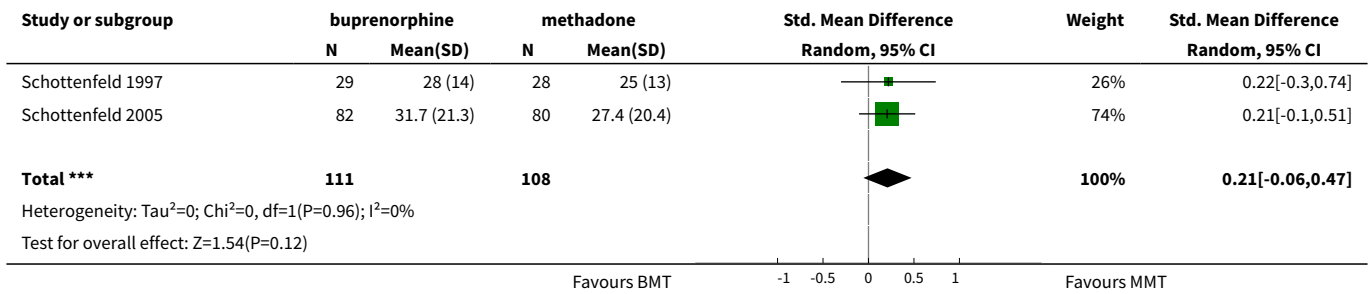 Study or subgroup buprenorphine methadone Std. Mean Difference Weight Std. Mean Difference
N Mean(SD) N Mean(SD) Random, 95% CI Random, 95% CI
Schottenfeld 1997 29 28 (14) 28 25 (13) 26% 0.22[-0.3,0.74]
Schottenfeld 2005 82 31.7 (21.3) 80 27.4 (20.4) 74% 0.21[-0.1,0.51]
Total *** 111 108 100% 0.21[-0.06,0.47]
Heterogeneity: Tau²=0; Chi²=0, df=1(P=0.96); I²=0%
Test for overall effect: Z=1.54(P=0.12)
Favours BMT -1 -0.5 0 0.5 1 Favours MMT